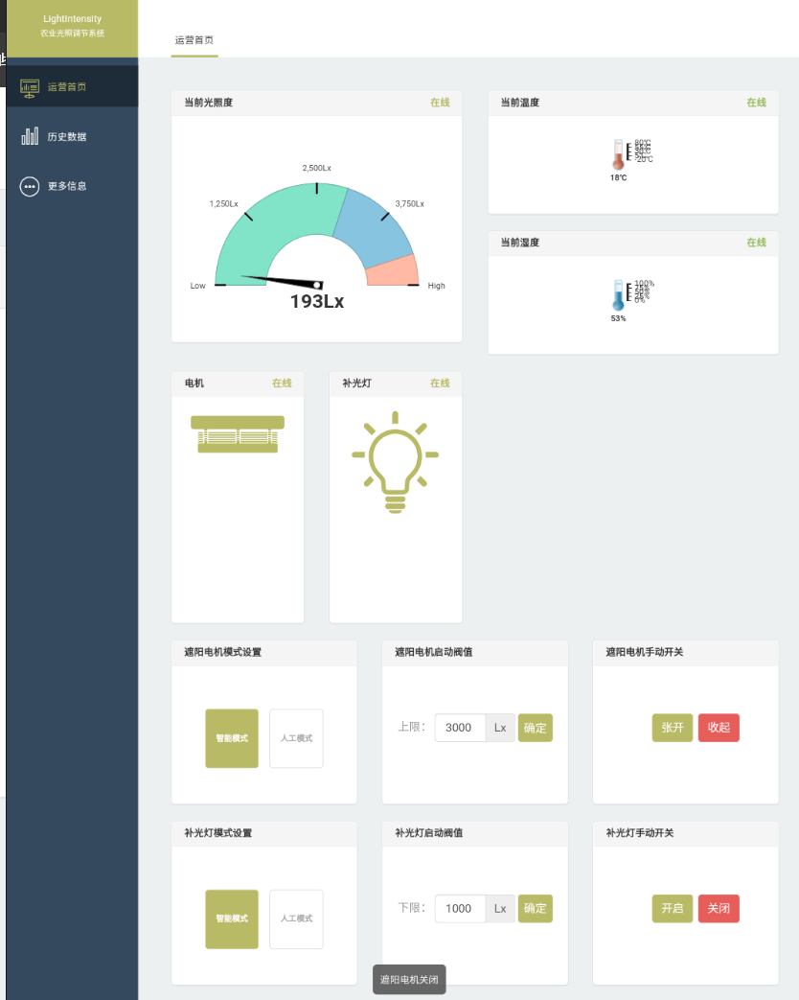 LightIntensity
农业光照调节系统
运营首页
运营首页
历史数据
更多信息
当前光照度 在线
2,500Lx
1,250Lx 3,750Lx
Low High
193Lx
当前温度 在线
80℃
-20℃
18℃
当前湿度 在线
100%
75%
50%
25%
0%
53%
电机 在线
补光灯 在线
遮阳电机模式设置
智能模式 人工模式
遮阳电机启动阀值
上限: 3000 Lx 确定
遮阳电机手动开关
张开 收起
补光灯模式设置
智能模式 人工模式
补光灯启动阀值
下限: 1000 Lx 确定
补光灯手动开关
开启 关闭
遮阳电机关闭